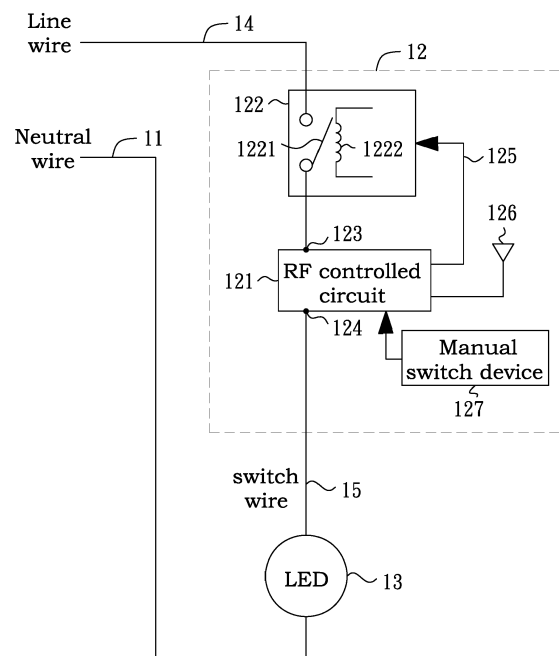 Line
wire
14
12
122
Neutral
wire
11
1221
1222
125
126
123
121
RF controlled
circuit
124
Manual
switch device
127
switch
wire
15
LED
13